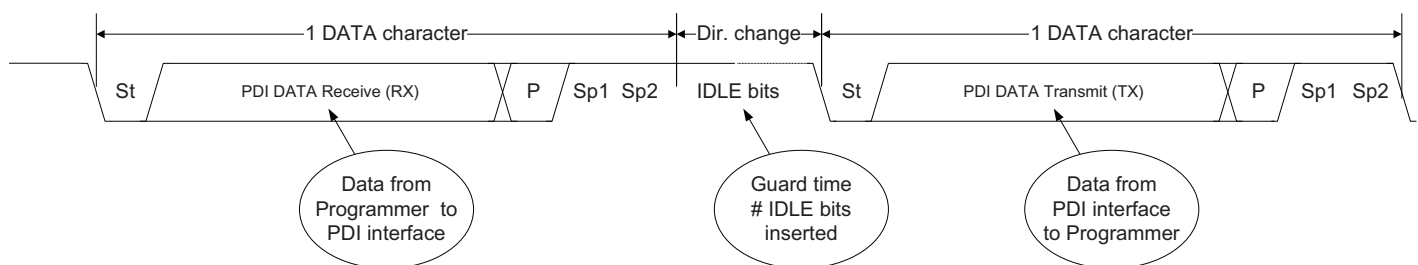 1 DATA character Dir. change 1 DATA character
St PDI DATA Receive (RX) P Sp1 Sp2 IDLE bits St PDI DATA Transmit (TX) P Sp1 Sp2
Data from
Programmer to
PDI interface
Guard time
# IDLE bits
inserted
Data from
PDI interface
to Programmer